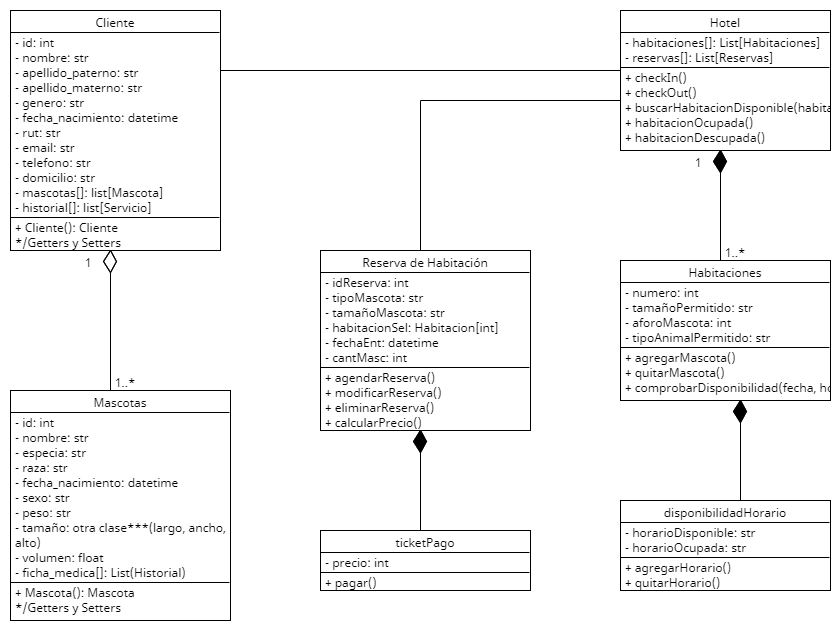 Cliente
- id: int
- nombre: str
- apellido_paterno: str
- apellido_materno: str
- genero: str
- fecha_nacimiento: datetime
- rut: str
- email: str
- telefono: str
- domicilio: str
- mascotas[]: list[Mascota]
- historial[]: list[Servicio]
+ Cliente(): Cliente
*/Getters y Setters
1
1..*
Mascotas
- id: int
- nombre: str
- especia: str
- raza: str
- fecha_nacimiento: datetime
- sexo: str
- peso: str
- tamaño: otra clase***(largo, ancho,
alto)
- volumen: float
- ficha_medica[]: List(Historial)
+ Mascota(): Mascota
*/Getters y Setters
Reserva de Habitación
- idReserva: int
- tipoMascota: str
- tamañoMascota: str
- habitacionSel: Habitacion[int]
- fechaEnt: datetime
- cantMasc: int
+ agendarReserva()
+ modificarReserva()
+ eliminarReserva()
+ calcularPrecio()
ticketPago
- precio: int
+ pagar()
Hotel
- habitaciones[]: List[Habitaciones]
- reservas[]: List[Reservas]
+ checkIn()
+ checkOut()
+ buscarHabitacionDisponible(habita
+ habitacionOcupada()
+ habitacionDescupada()
1
1..*
Habitaciones
- numero: int
- tamañoPermitido: str
- aforoMascota: int
- tipoAnimalPermitido: str
+ agregarMascota()
+ quitarMascota()
+ comprobarDisponibilidad(fecha, ho
disponibilidadHorario
- horarioDisponible: str
- horarioOcupada: str
+ agregarHorario()
+ quitarHorario()